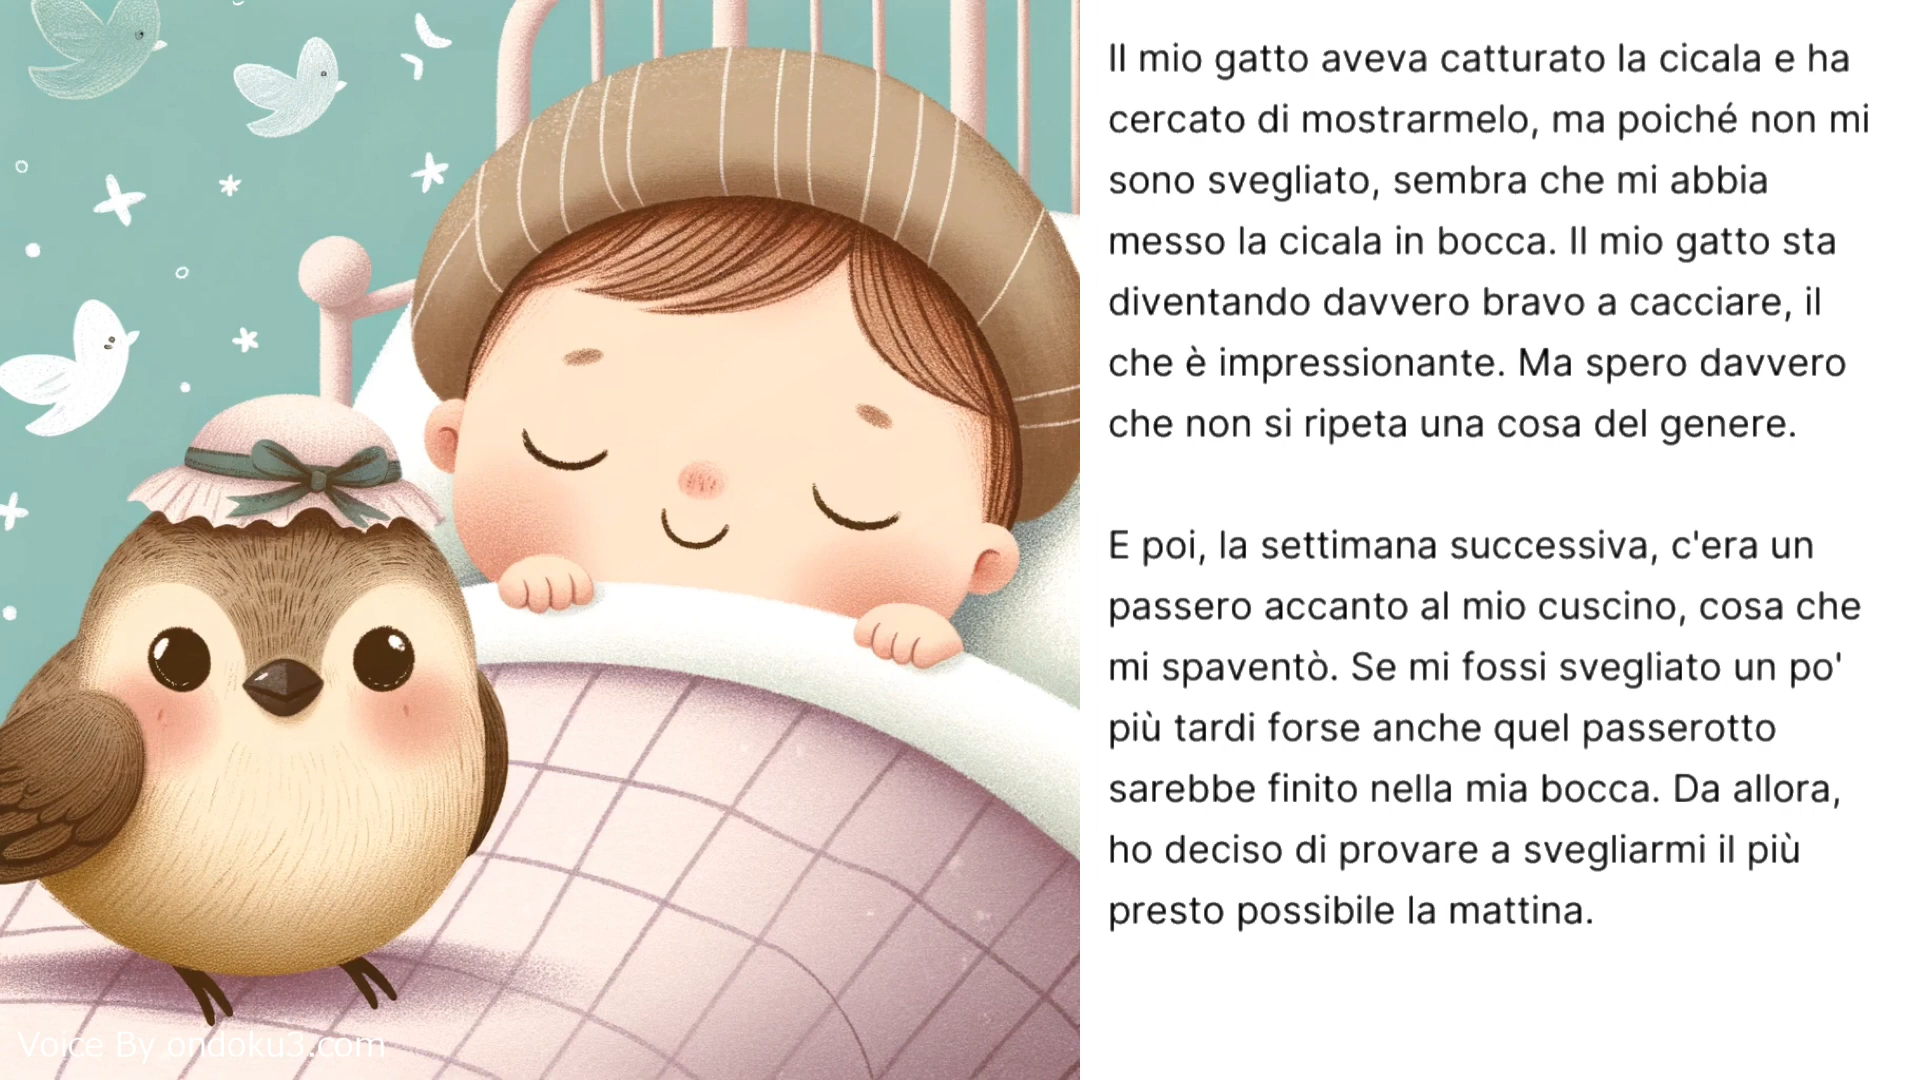 Il mio gatto aveva catturato la cicala e ha
cercato di mostrarmelo, ma poiché non mi
sono svegliato, sembra che mi abbia
messo la cicala in bocca. Il mio gatto sta
diventando davvero bravo a cacciare, il
che è impressionante. Ma spero davvero
che non si ripeta una cosa del genere.
E poi, la settimana successiva, c'era un
passero accanto al mio cuscino, cosa che
mi spaventò. Se mi fossi svegliato un po'
più tardi forse anche quel passerotto
sarebbe finito nella mia bocca. Da allora,
ho deciso di provare a svegliarmi il più
presto possibile la mattina.
Voice By ondoku3.com